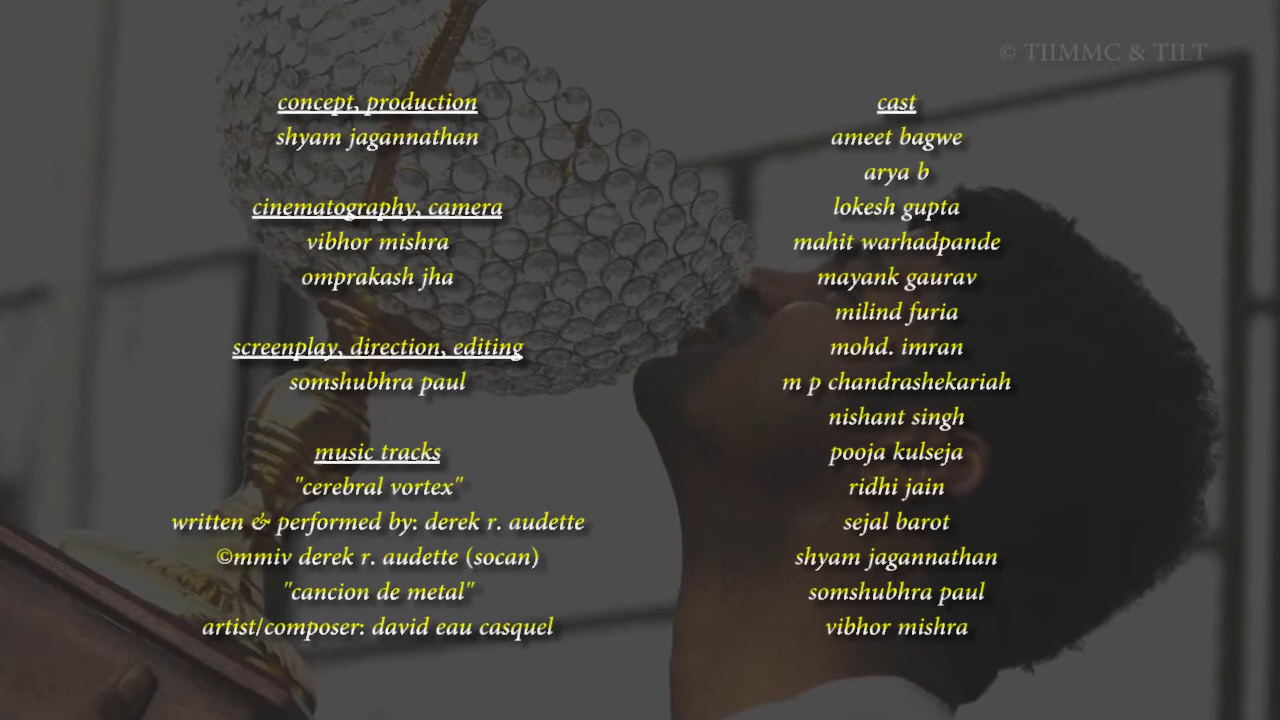 © TIIMMC & TILT
concept, production
shyam jagannathan
cinematography, camera
vibhor mishra
omprakash jha
screenplay, direction, editing
somshubhra paul
music tracks
"cerebral vortex"
written & performed by: derek r. audette
©mmiv derek r. audette (socan)
"cancion de metal"
artist/composer: david eau casquel
cast
ameet bagwe
arya b
lokesh gupta
mahit warhadpande
mayank gaurav
milind furia
mohd. imran
m p chandrashekariah
nishant singh
pooja kulseja
ridhi jain
sejal barot
shyam jagannathan
somshubhra paul
vibhor mishra